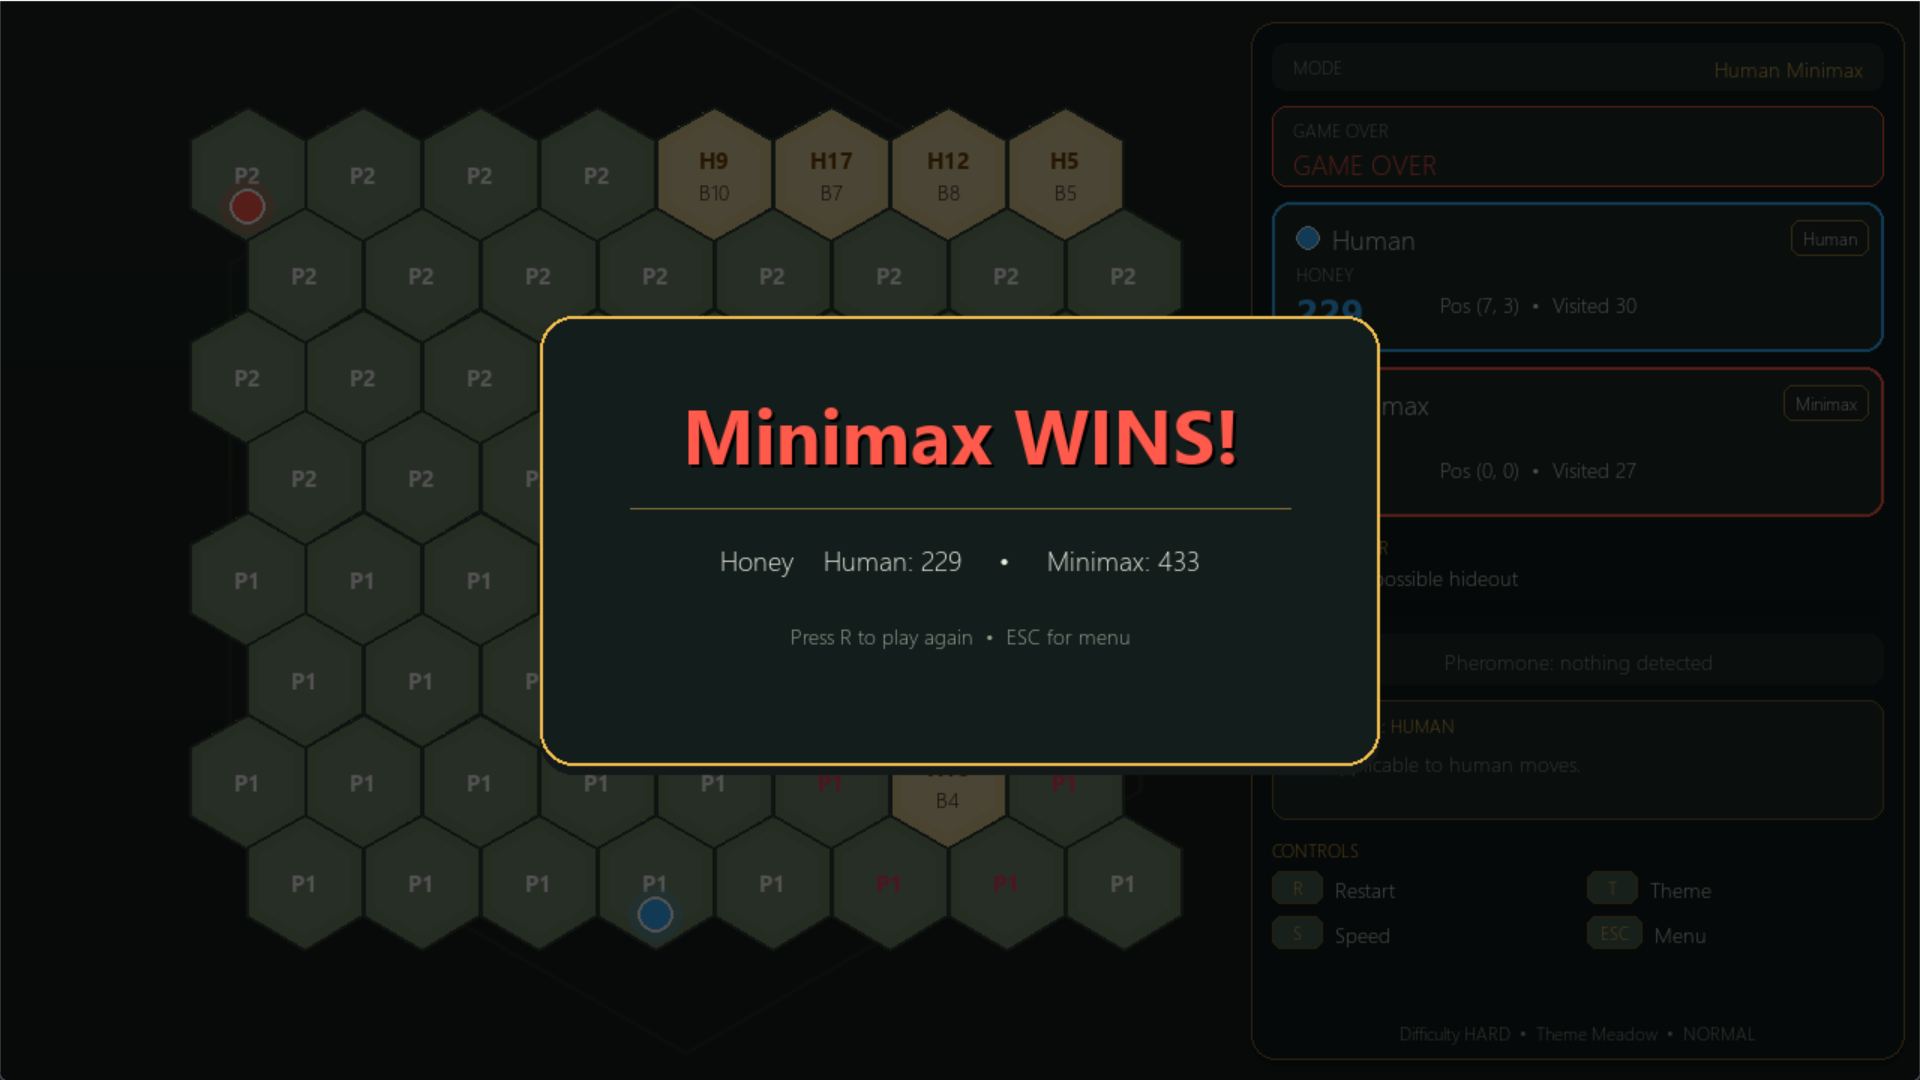 P2 P2 P2 P2 H9 H17 H12 H5
B10 B7 B8 B5
P2 P2 P2 P2 P2 P2 P2 P2
P2 P2 P2
P2 P2
P1 P1 P1
P1 P1
P1 P1 P1 P1 P1 P1 P1
B4
P1 P1 P1 P1 P1 P1 P1 P1
Minimax WINS!
Honey Human: 229 • Minimax: 433
Press R to play again • ESC for menu
MODE Human Minimax
GAME OVER
GAME OVER
Human Human
HONEY
229 Pos (7, 3) • Visited 30
max Minimax
Pos (0, 0) • Visited 27
possible hideout
Pheromone: nothing detected
HUMAN
to human moves.
CONTROLS
R Restart T Theme
S Speed ESC Menu
Difficulty HARD • Theme Meadow • NORMAL